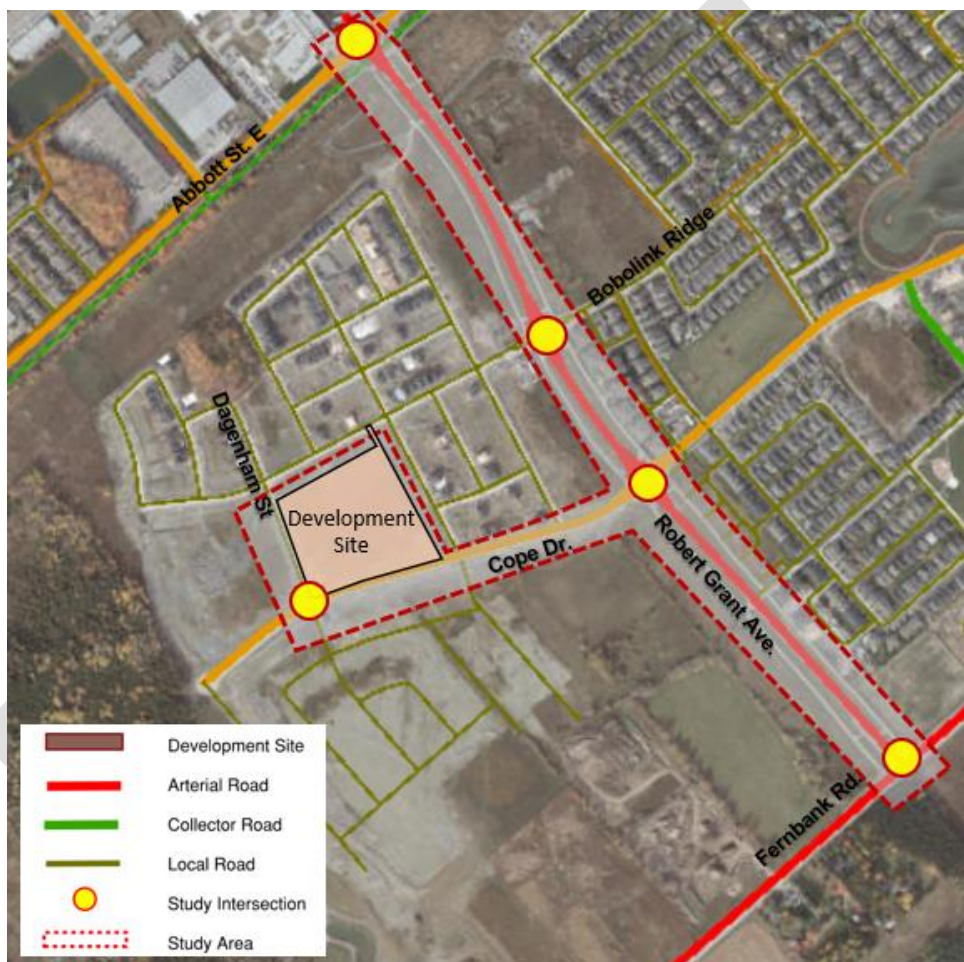 Abbott St. E
Bobolink Ridge
Dagenham St
Development
Site
Cope Dr.
Robert Grant Ave.
Fernbank Rd.
Development Site
Arterial Road
Collector Road
Local Road
Study Intersection
Study Area